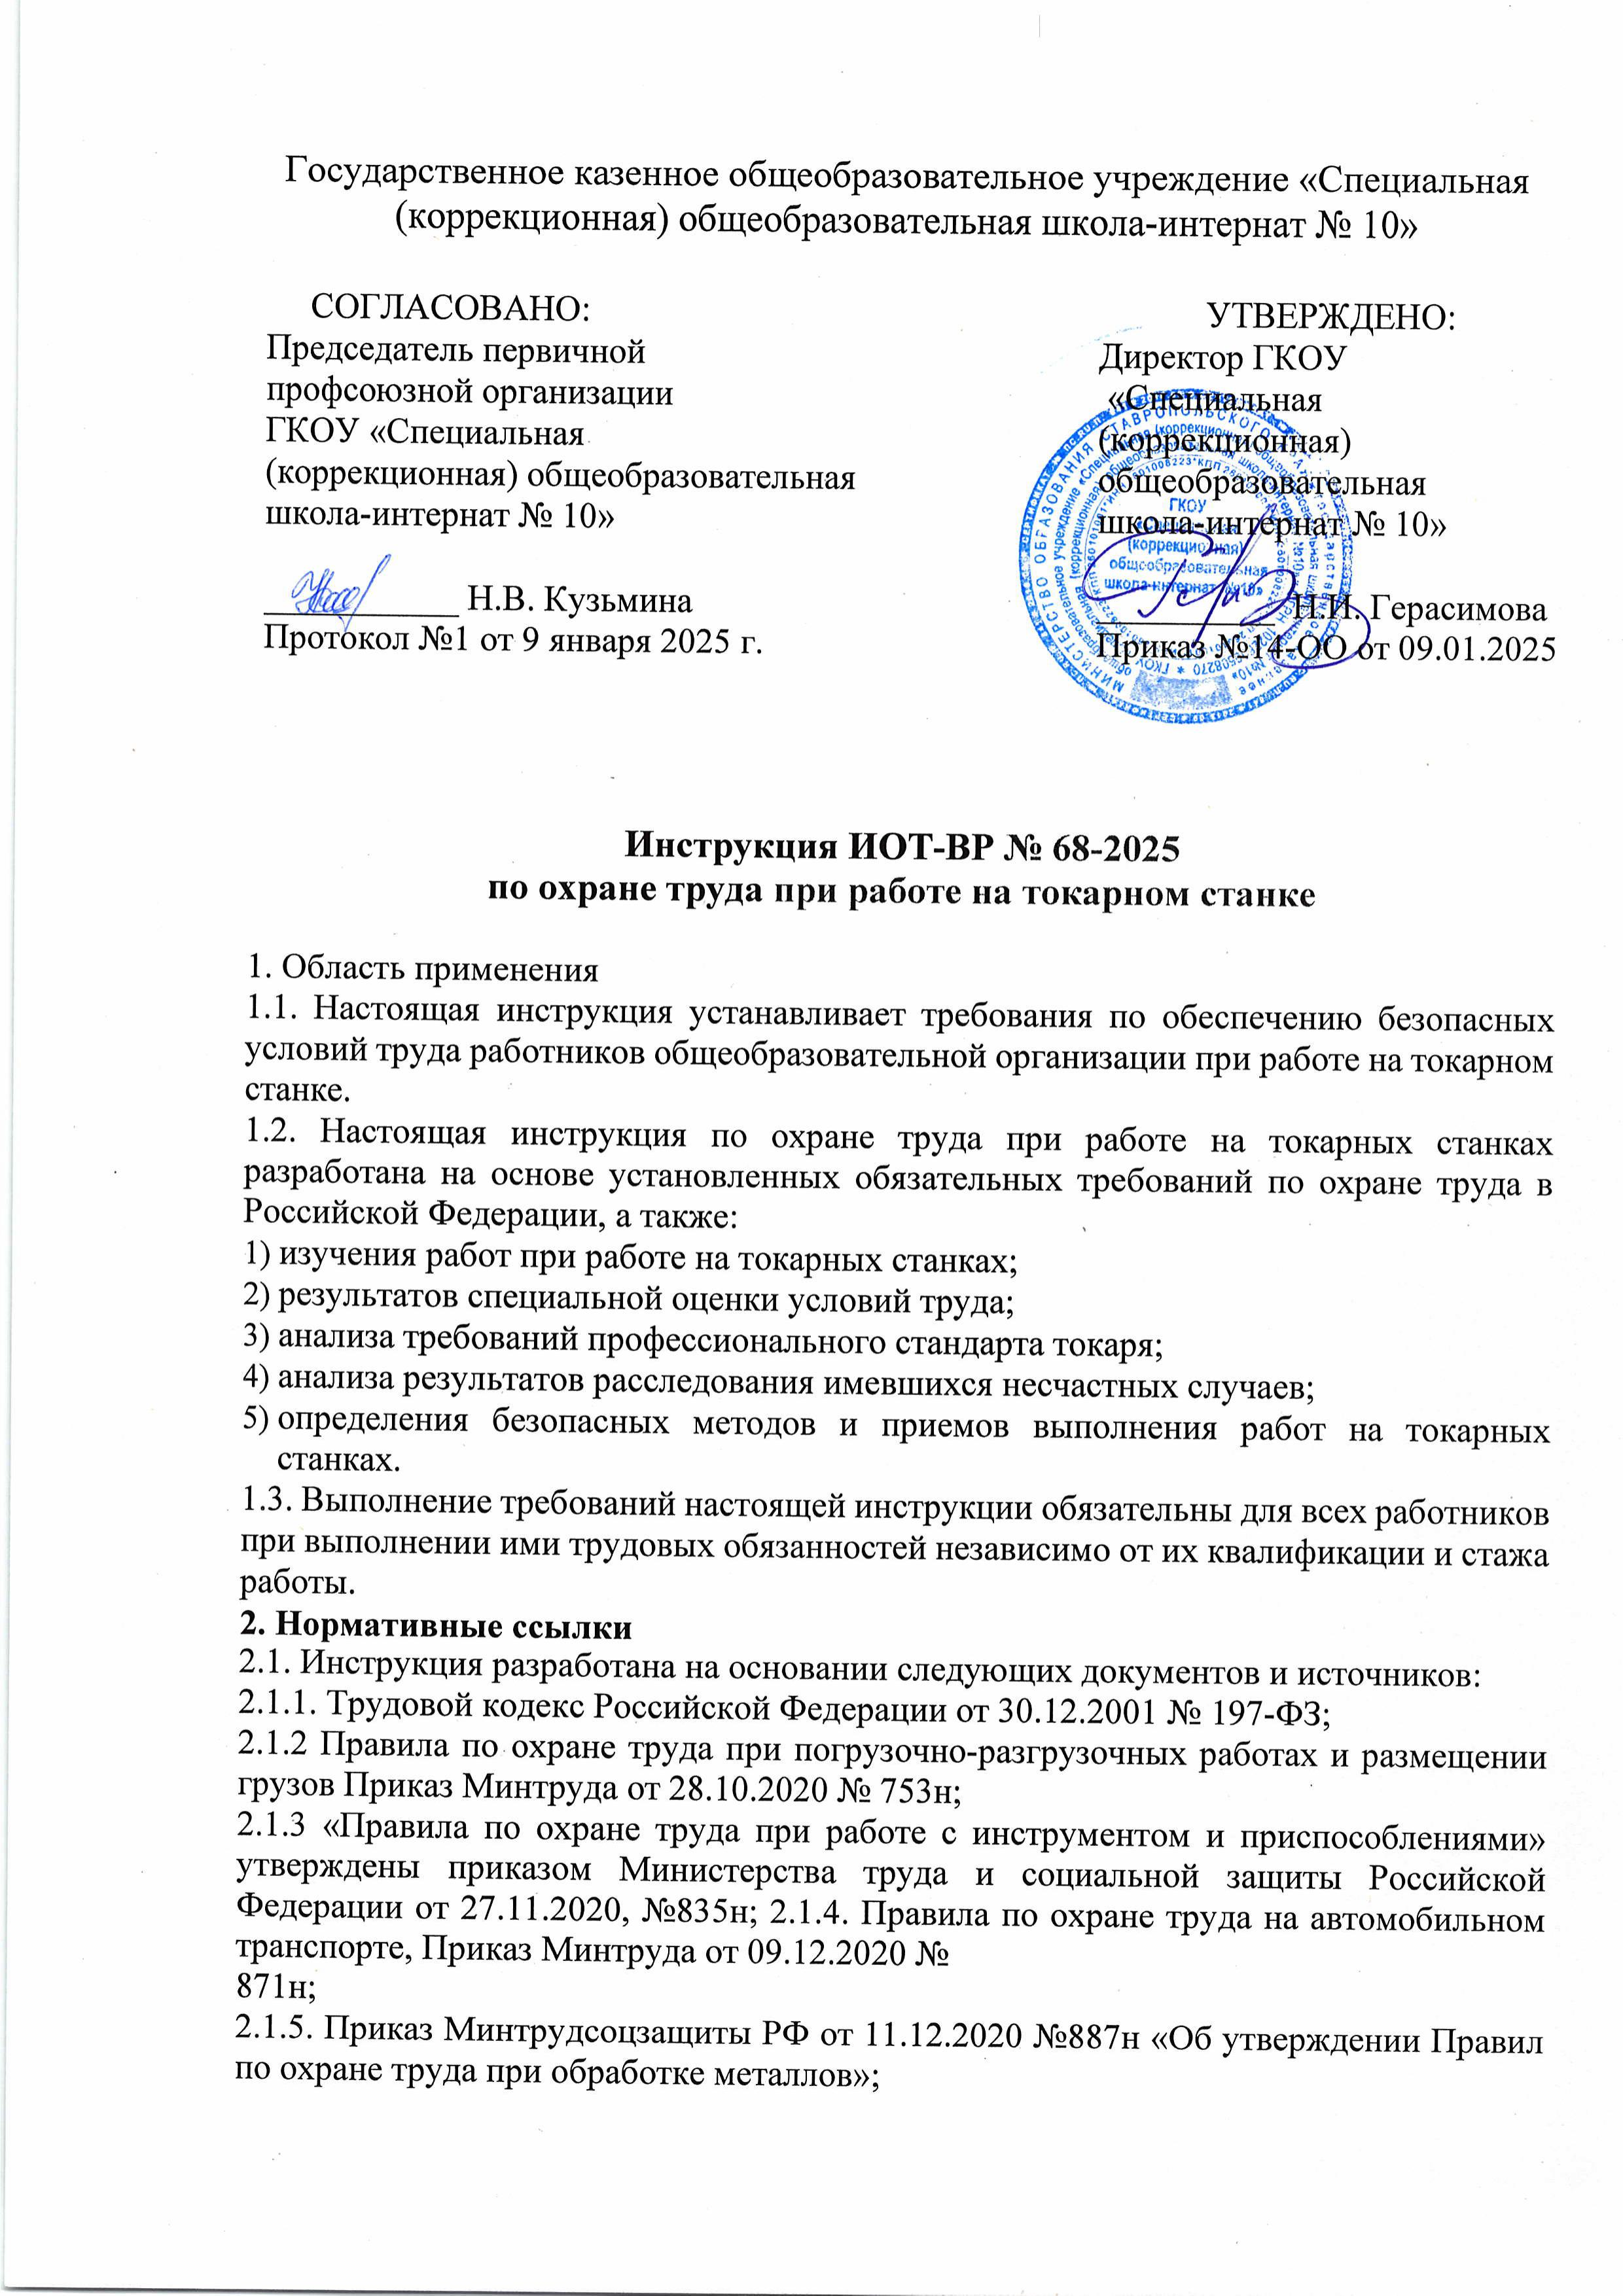 Государственное казенное общеобразовательное учреждение «Специальная
(коррекционная) общеобразовательная школа-интернат № 10»
СОГЛАСОВАНО:
Председатель первичной
профсоюзной организации
ГКОУ «Специальная
(коррекционная) общеобразовательная
школа-интернат № 10»
___________ Н.В. Кузьмина
Протокол №1 от 9 января 2025 г.
УТВЕРЖДЕНО:
Директор ГКОУ
«Специальная
(коррекционная)
общеобразовательная
школа-интернат № 10»
__________ Н.И. Герасимова
Приказ №14-ОО от 09.01.2025
МИНИСТЕРСТВО ОБРАЗОВАНИЯ СТАВРОПОЛЬСКОГО
ГКОУ
«Специальная
(коррекционная)
общеобразовательная
школа-интернат №10»
Инструкция ИОТ-ВР № 68-2025
по охране труда при работе на токарном станке
1. Область применения
1.1. Настоящая инструкция устанавливает требования по обеспечению безопасных
условий труда работников общеобразовательной организации при работе на токарном
станке.
1.2. Настоящая инструкция по охране труда при работе на токарных станках
разработана на основе установленных обязательных требований по охране труда в
Российской Федерации, а также:
1) изучения работ при работе на токарных станках;
2) результатов специальной оценки условий труда;
3) анализа требований профессионального стандарта токаря;
4) анализа результатов расследования имевшихся несчастных случаев;
5) определения безопасных методов и приемов выполнения работ на токарных
станках.
1.3. Выполнение требований настоящей инструкции обязательны для всех работников
при выполнении ими трудовых обязанностей независимо от их квалификации и стажа
работы.
2. Нормативные ссылки
2.1. Инструкция разработана на основании следующих документов и источников:
2.1.1. Трудовой кодекс Российской Федерации от 30.12.2001 № 197-ФЗ;
2.1.2 Правила по охране труда при погрузочно-разгрузочных работах и размещении
грузов Приказ Минтруда от 28.10.2020 № 753н;
2.1.3 «Правила по охране труда при работе с инструментом и приспособлениями»
утверждены приказом Министерства труда и социальной защиты Российской
Федерации от 27.11.2020, №835н; 2.1.4. Правила по охране труда на автомобильном
транспорте, Приказ Минтруда от 09.12.2020 №
871н;
2.1.5. Приказ Минтрудсоцзащиты РФ от 11.12.2020 №887н «Об утверждении Правил
по охране труда при обработке металлов»;